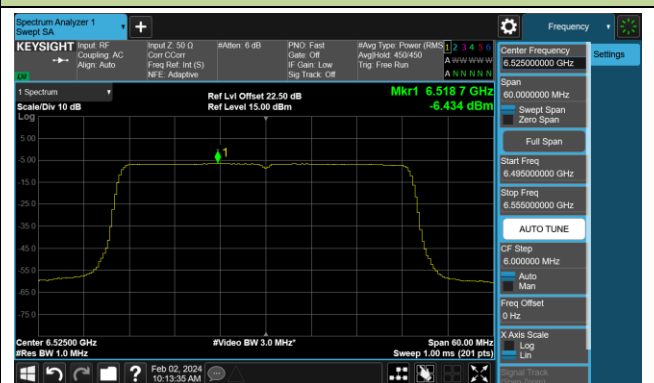 Spectrum Analyzer 1
Swept SA
+
Frequency
KEYSIGHT
Input: RF
Coupling: AC
Align: Auto
Input Z: 50 Ω
Corr CCorr
Freq Ref: Int (S)
NFE: Adaptive
#Atten: 6 dB
PNO: Fast
Gate: Off
IF Gain: Low
Sig Track: Off
#Avg Type: Power (RMS
Avg|Hold: 450/450
Trig: Free Run
1 2 3 4 5 6
A W W W W W
A N N N N N
LXI
1 Spectrum
Scale/Div 10 dB
Log
Ref Lvl Offset 22.50 dB
Ref Level 15.00 dBm
Mkr1 6.518 7 GHz
-6.434 dBm
5.00
-5.00
-15.0
-25.0
-35.0
-45.0
-55.0
-65.0
-75.0
1
Center 6.52500 GHz
#Res BW 1.0 MHz
#Video BW 3.0 MHz*
Span 60.00 MHz
Sweep 1.00 ms (201 pts)
Center Frequency
6.525000000 GHz
Settings
Span
60.0000000 MHz
Swept Span
Zero Span
Full Span
Start Freq
6.495000000 GHz
Stop Freq
6.555000000 GHz
AUTO TUNE
CF Step
6.000000 MHz
Auto
Man
Freq Offset
0 Hz
X Axis Scale
Log
Lin
Signal Track
?
Feb 02, 2024
10:13:35 AM